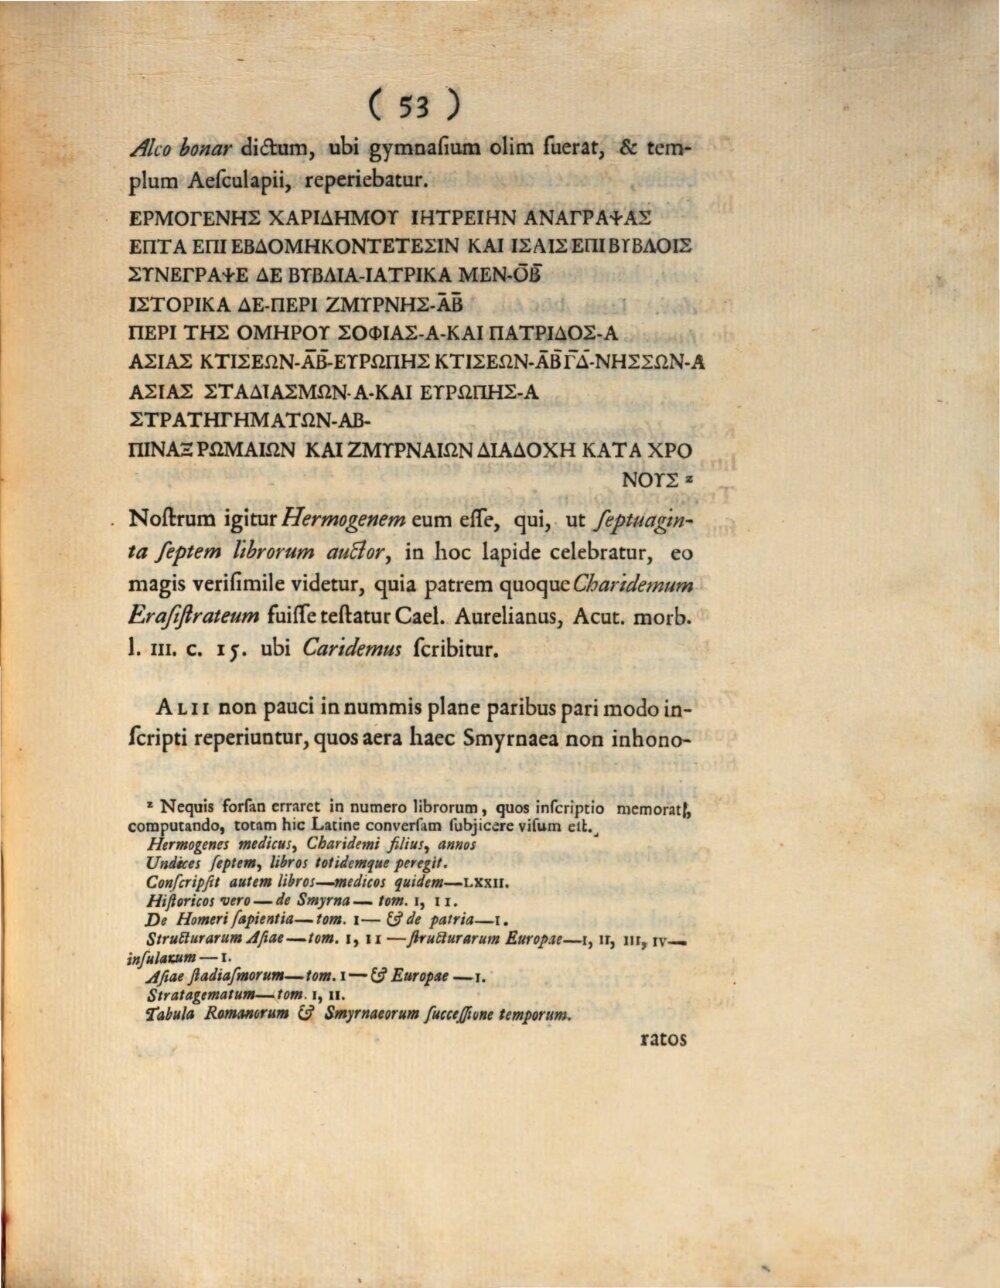 ( 53 )
Alco bonar dictum, ubi gymnaſium olim fuerat, & tem-
plum Aeſculapii, reperiebatur.
ΕΡΜΟΓΕΝΗΣ ΧΑΡΙΔΗΜΟΥ ΙΗΤΡΕΙΗΝ ΑΝΑΓΡΑΨΑΣ
ΕΠΤΑ ΕΠΙ ΕΒΔΟΜΗΚΟΝΤΕΤΕΣΙΝ ΚΑΙ ΙΣΑΙΣ ΕΠΙ ΒΥΒΛΟΙΣ
ΣΥΝΕΓΡΑΨΕ ΔΕ ΒΥΒΛΙΑ-ΙΑΤΡΙΚΑ ΜΕΝ-Ο̄Β̄
ΙΣΤΟΡΙΚΑ ΔΕ-ΠΕΡΙ ΖΜΥΡΝΗΣ-ᾹΒ̄
ΠΕΡΙ ΤΗΣ ΟΜΗΡΟΥ ΣΟΦΙΑΣ-Α-ΚΑΙ ΠΑΤΡΙΔΟΣ-Α
ΑΣΙΑΣ ΚΤΙΣΕΩΝ-ᾹΒ̄-ΕΥΡΩΠΗΣ ΚΤΙΣΕΩΝ-ᾹΒ̄Γ̄Δ̄-ΝΗΣΣΩΝ-Α
ΑΣΙΑΣ ΣΤΑΔΙΑΣΜΩΝ-Α-ΚΑΙ ΕΥΡΩΠΗΣ-Α
ΣΤΡΑΤΗΓΗΜΑΤΩΝ-ΑΒ-
ΠΙΝΑΞ ΡΩΜΑΙΩΝ ΚΑΙ ΖΜΥΡΝΑΙΩΝ ΔΙΑΔΟΧΗ ΚΑΤΑ ΧΡΟ
ΝΟΥΣ z
Noſtrum igitur Hermogenem eum eſſe, qui, ut ſeptuagin-
ta ſeptem librorum auctor, in hoc lapide celebratur, eo
magis veriſimile videtur, quia patrem quoque Charidemum
Eraſiſtrateum fuiſſe teſtatur Cael. Aurelianus, Acut. morb.
l. III. c. 15. ubi Caridemus ſcribitur.
ALII non pauci in nummis plane paribus pari modo in-
ſcripti reperiuntur, quos aera haec Smyrnaea non inhono-
z Nequis forſan erraret in numero librorum, quos inſcriptio memorat,
computando, totam hic Latine converſam ſubjicere viſum eſt.
Hermogenes medicus, Charidemi filius, annos
Undices ſeptem, libros totidemque peregit.
Conſcripſit autem libros—medicos quidem—LXXII.
Hiſtoricos vero—de Smyrna—tom. I, II.
De Homeri ſapientia—tom. I—& de patria—I.
Structurarum Aſiae—tom. I, II—ſtructurarum Europae—I, II, III, IV—
inſularum—I.
Aſiae ſtadiaſmorum—tom. I—& Europae—I.
Stratagematum—tom. I, II.
Tabula Romanorum & Smyrnaeorum ſucceſſione temporum.
ratos